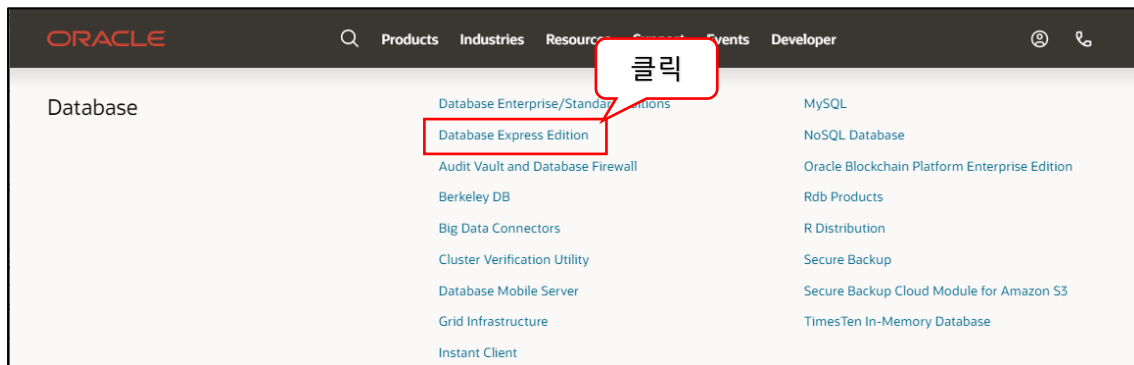 ORACLE
Products Industries Resources Support Events Developer
클릭
Database
Database Enterprise/Standard Editions
Database Express Edition
Audit Vault and Database Firewall
Berkeley DB
Big Data Connectors
Cluster Verification Utility
Database Mobile Server
Grid Infrastructure
Instant Client
MySQL
NoSQL Database
Oracle Blockchain Platform Enterprise Edition
Rdb Products
R Distribution
Secure Backup
Secure Backup Cloud Module for Amazon S3
TimesTen In-Memory Database